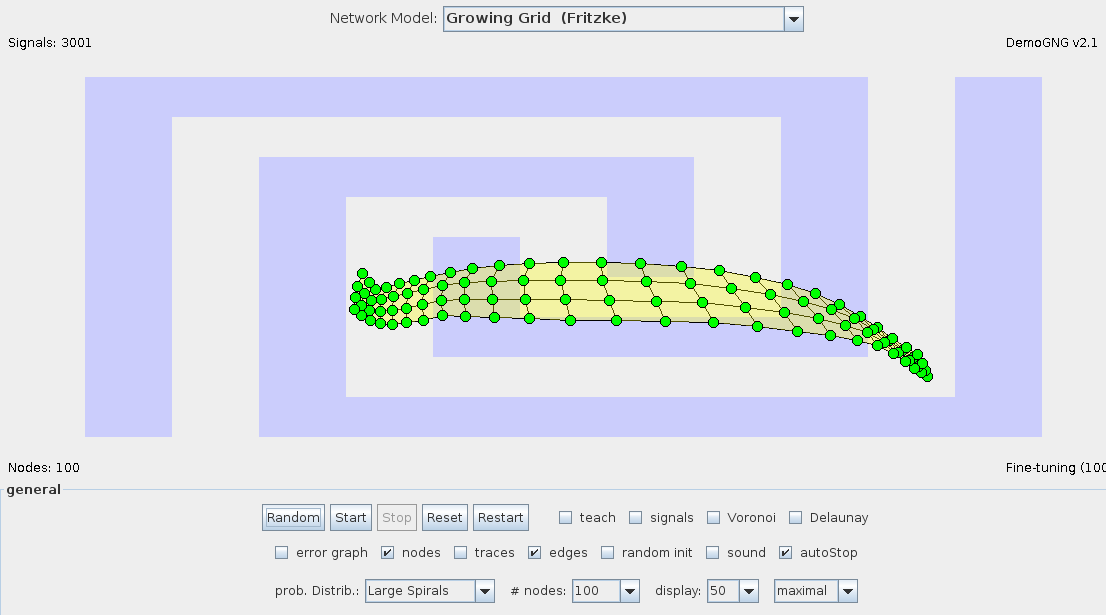 Network Model: Growing Grid (Fritzke)
Signals: 3001 DemoGNG v2.1
Nodes: 100 Fine-tuning (100
general
Random Start Stop Reset Restart teach signals Voronoi Delaunay
error graph nodes traces edges random init sound autoStop
prob. Distrib.: Large Spirals # nodes: 100 display: 50 maximal